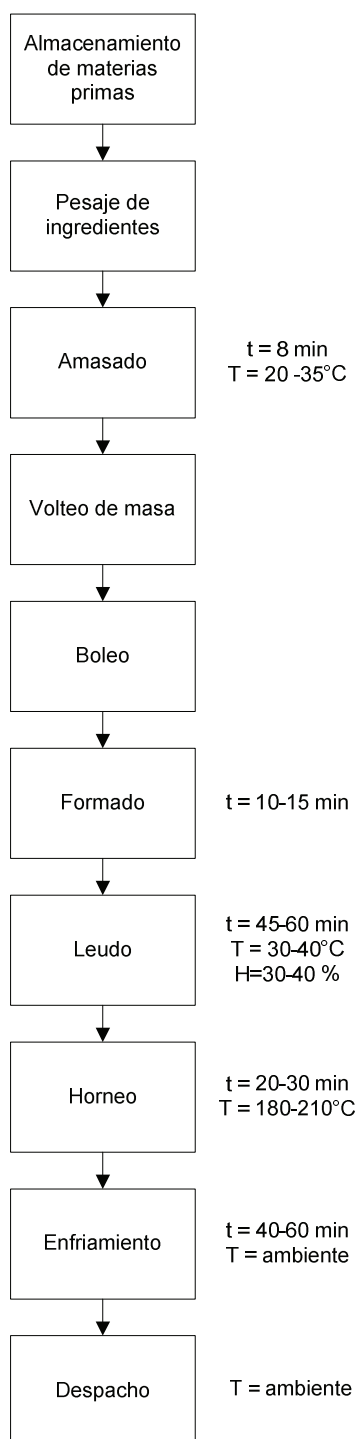 Almacenamiento
de materias
primas
Pesaje de
ingredientes
Amasado
t = 8 min
T = 20 -35°C
Volteo de masa
Boleo
Formado
t = 10-15 min
Leudo
t = 45-60 min
T = 30-40°C
H=30-40 %
Horneo
t = 20-30 min
T = 180-210°C
Enfriamiento
t = 40-60 min
T = ambiente
Despacho
T = ambiente